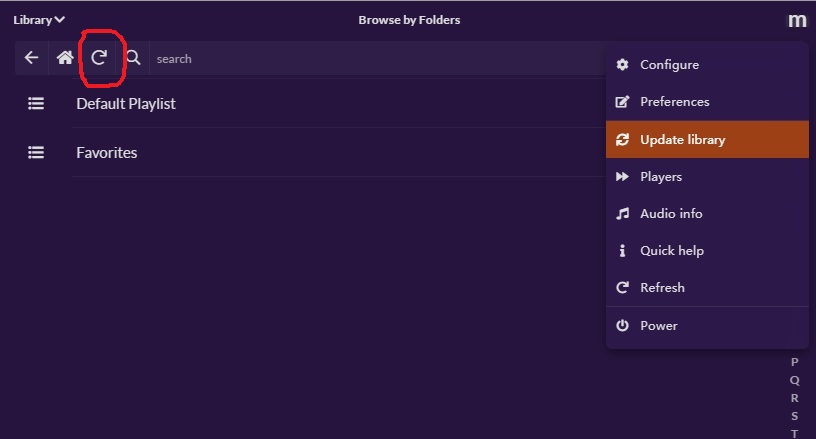 Library
Browse by Folders
m
search
Default Playlist
Favorites
Configure
Preferences
Update library
Players
Audio info
Quick help
Refresh
Power
P
Q
R
S
T